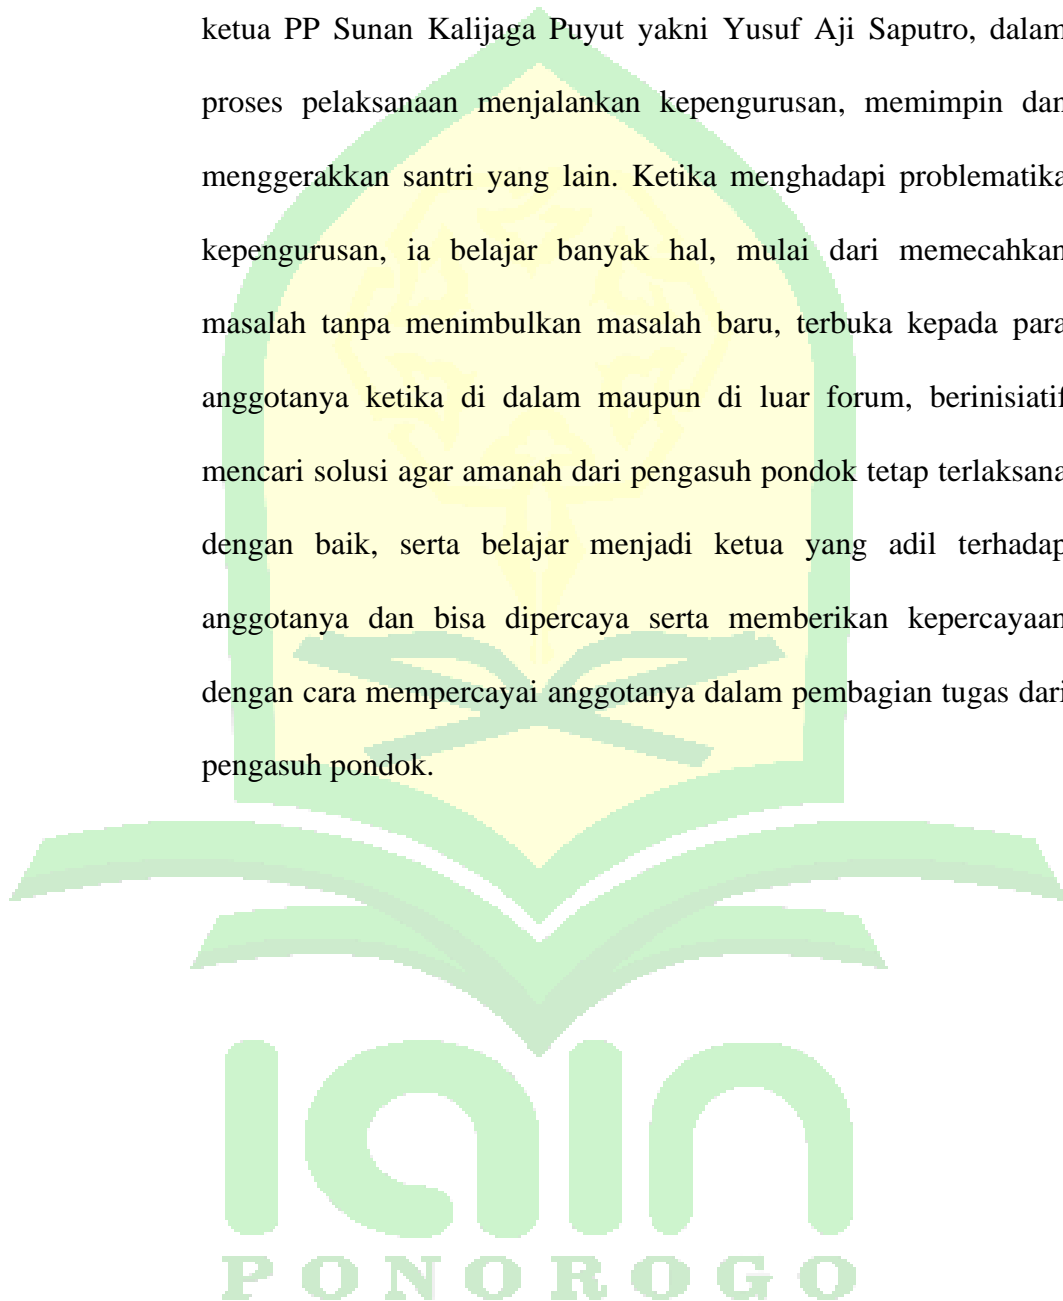 ketua PP Sunan Kalijaga Puyut yakni Yusuf Aji Saputro, dalam
proses pelaksanaan menjalankan kepengurusan, memimpin dan
menggerakkan santri yang lain. Ketika menghadapi problematika
kepengurusan, ia belajar banyak hal, mulai dari memecahkan
masalah tanpa menimbulkan masalah baru, terbuka kepada para
anggotanya ketika di dalam maupun di luar forum, berinisiatif
mencari solusi agar amanah dari pengasuh pondok tetap terlaksana
dengan baik, serta belajar menjadi ketua yang adil terhadap
anggotanya dan bisa dipercaya serta memberikan kepercayaan
dengan cara mempercayai anggotanya dalam pembagian tugas dari
pengasuh pondok.
IAIN
PONOROGO